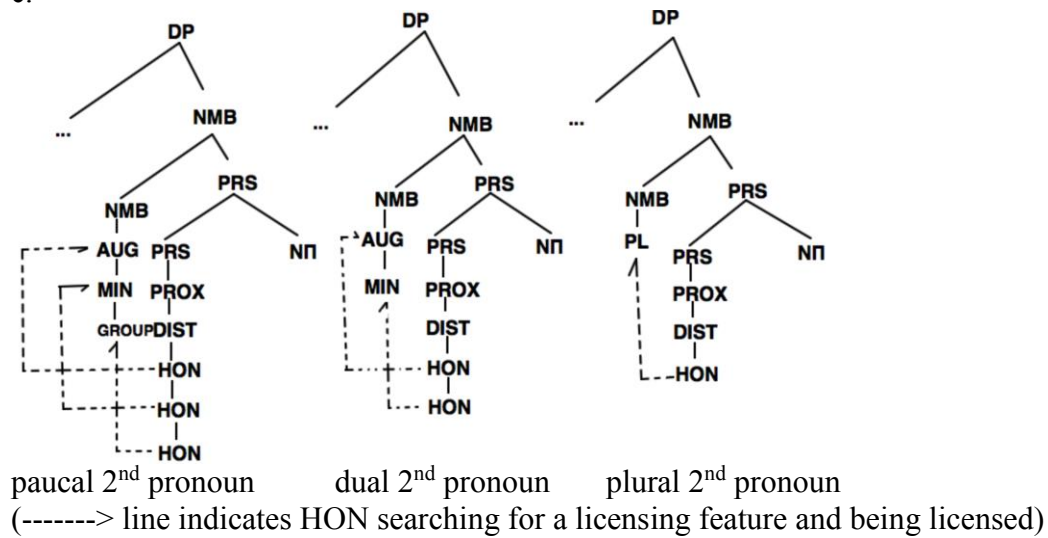 DP DP DP
... NMB ... NMB ... NMB
NMB PRS NMB PRS NMB PRS
AUG PRS NΠ AUG PRS NΠ PL PRS NΠ
MIN PROX MIN PROX PROX
GROUP DIST DIST DIST
HON HON HON
HON HON
HON
paucal 2nd pronoun dual 2nd pronoun plural 2nd pronoun
(-------> line indicates HON searching for a licensing feature and being licensed)